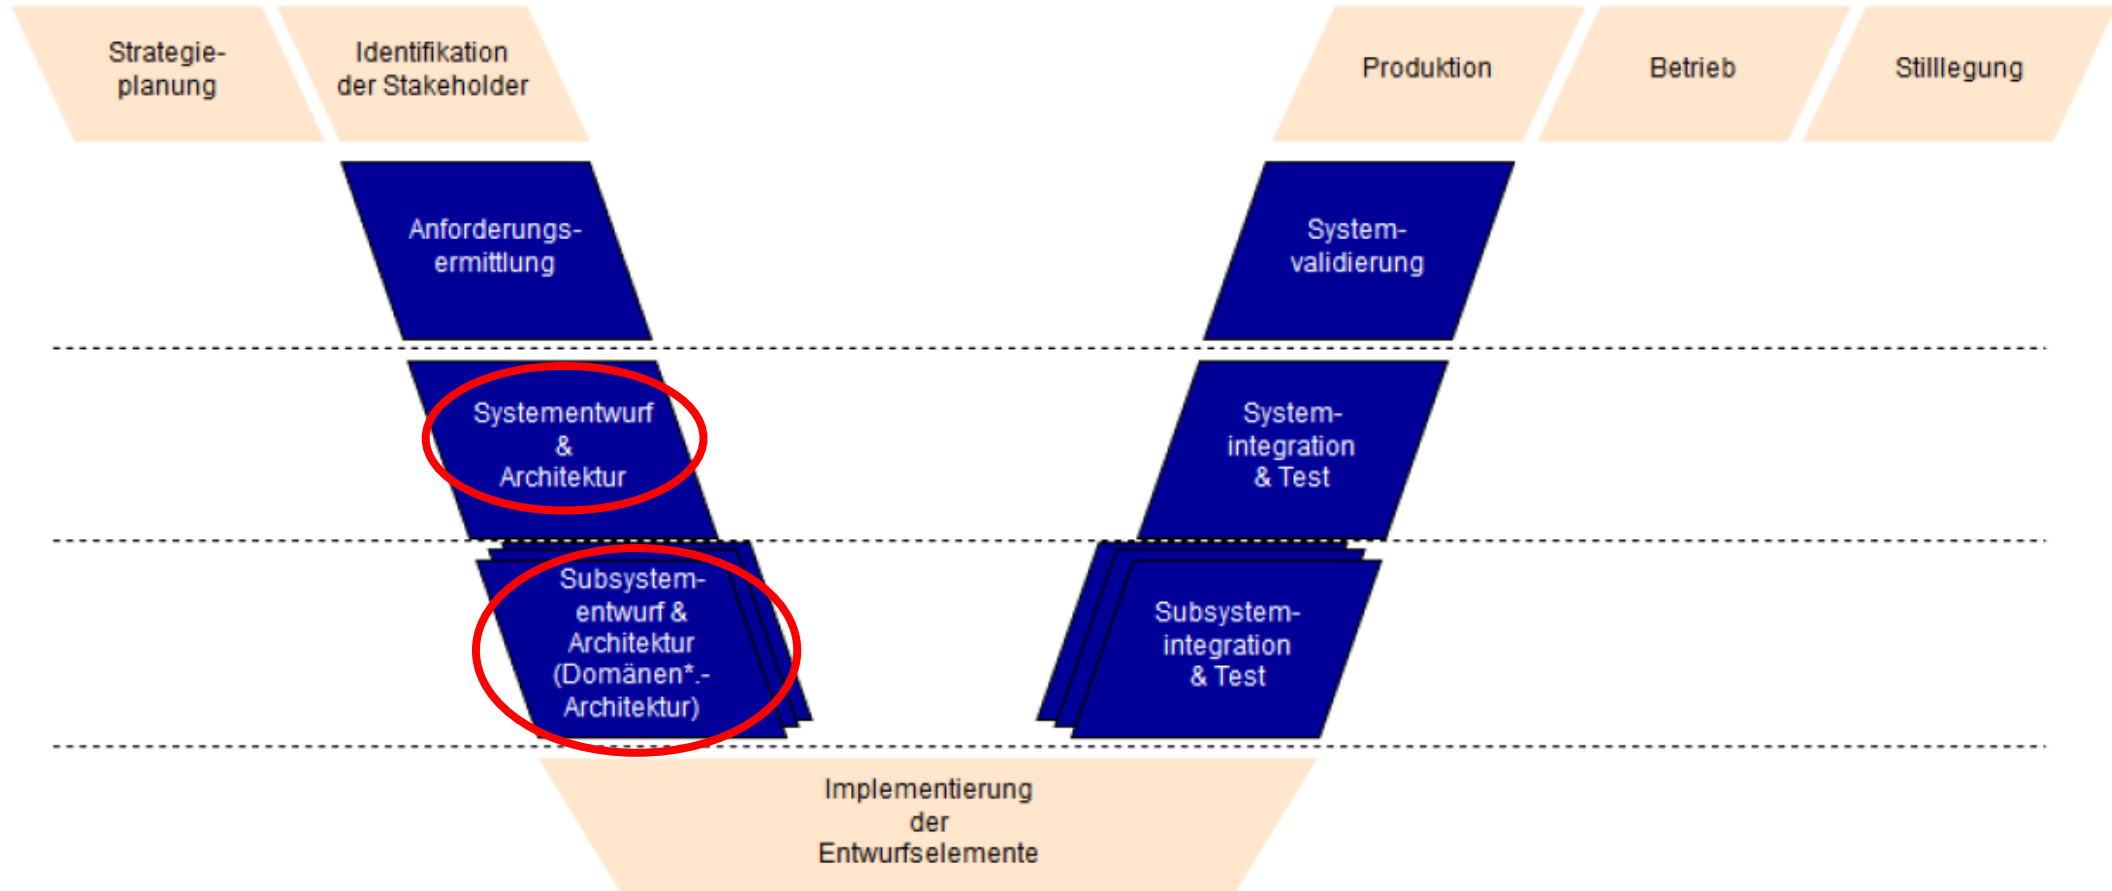 Strategie-
planung
Identifikation
der Stakeholder
Produktion
Betrieb
Stilllegung
Anforderungs-
ermittlung
System-
validierung
Systementwurf
&
Architektur
System-
integration
& Test
Subsystem-
entwurf &
Architektur
(Domänen*.-
Architektur)
Subsystem-
integration
& Test
Implementierung
der
Entwurfselemente